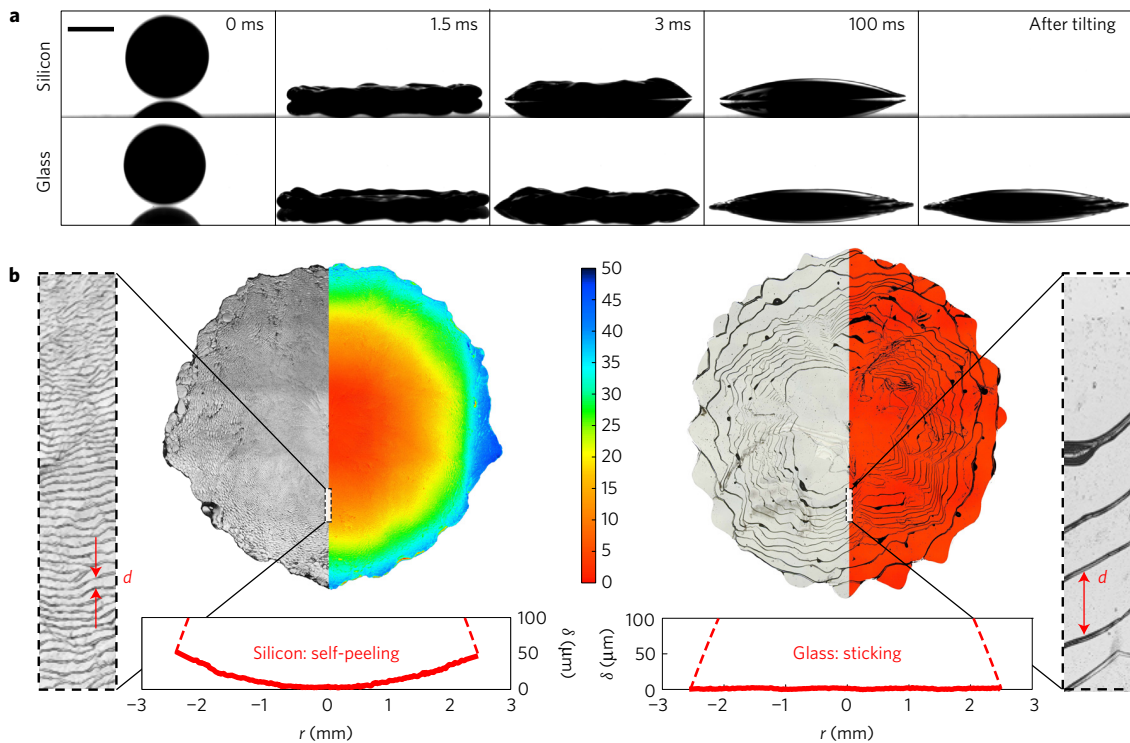 a
Silicon
0 ms
1.5 ms
3 ms
100 ms
After tilting
Glass
b
d
50
45
40
35
30
25
20
15
10
5
0
d
Silicon: self-peeling
100
50
0
δ (μm)
−3 −2 −1 0 1 2 3
r (mm)
Glass: sticking
δ (μm)
100
50
0
−3 −2 −1 0 1 2 3
r (mm)